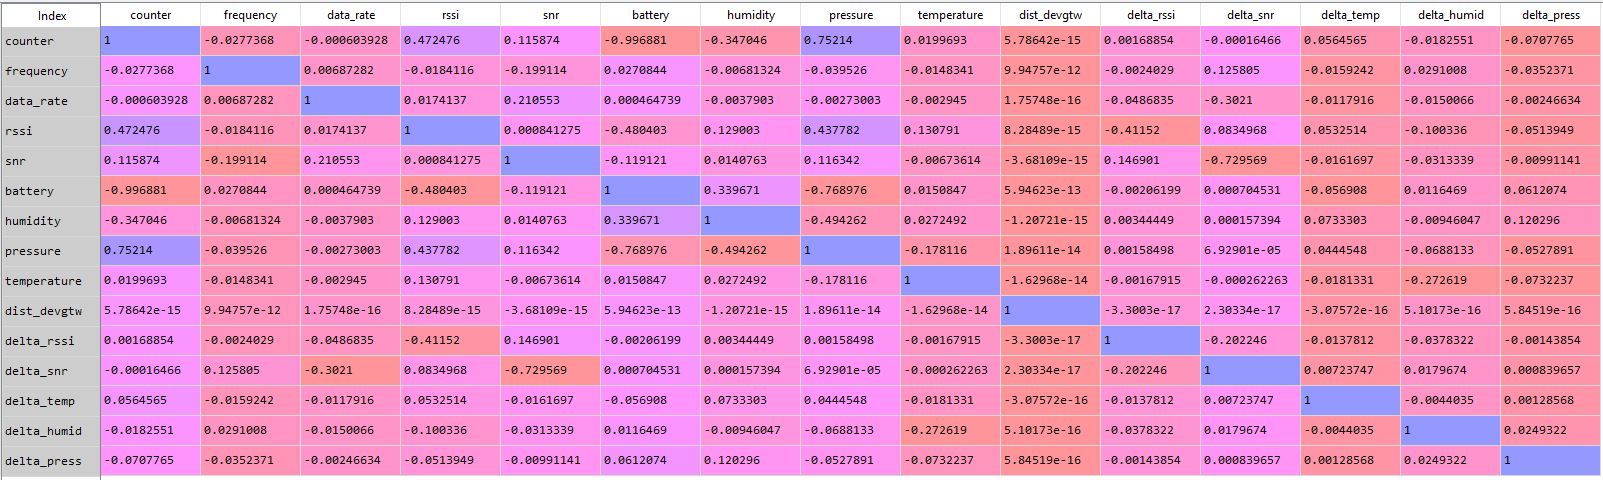 Index counter frequency data_rate rssi snr battery humidity pressure temperature dist_devgtw delta_rssi delta_snr delta_temp delta_humid delta_press
counter 1 -0.0277368 -0.000603928 0.472476 0.115874 -0.996881 -0.347046 0.75214 0.0199693 5.78642e-15 0.00168854 -0.00016466 0.0564565 -0.0182551 -0.0707765
frequency -0.0277368 1 0.00687282 -0.0184116 -0.199114 0.0270844 -0.00681324 -0.039526 -0.0148341 9.94757e-12 -0.0024029 0.125805 -0.0159242 0.0291008 -0.0352371
data_rate -0.000603928 0.00687282 1 0.0174137 0.210553 0.000464739 -0.0037903 -0.00273003 -0.002945 1.75748e-16 -0.0486835 -0.3021 -0.0117916 -0.0150066 -0.00246634
rssi 0.472476 -0.0184116 0.0174137 1 0.000841275 -0.480403 0.129003 0.437782 0.130791 8.28489e-15 -0.41152 0.0834968 0.0532514 -0.100336 -0.0513949
snr 0.115874 -0.199114 0.210553 0.000841275 1 -0.119121 0.0140763 0.116342 -0.00673614 -3.68109e-15 0.146901 -0.729569 -0.0161697 -0.0313339 -0.00991141
battery -0.996881 0.0270844 0.000464739 -0.480403 -0.119121 1 0.339671 -0.768976 0.0150847 5.94623e-13 -0.00206199 0.000704531 -0.056908 0.0116469 0.0612074
humidity -0.347046 -0.00681324 -0.0037903 0.129003 0.0140763 0.339671 1 -0.494262 0.0272492 -1.20721e-15 0.00344449 0.000157394 0.0733303 -0.00946047 0.120296
pressure 0.75214 -0.039526 -0.00273003 0.437782 0.116342 -0.768976 -0.494262 1 -0.178116 1.89611e-14 0.00158498 6.92901e-05 0.0444548 -0.0688133 -0.0527891
temperature 0.0199693 -0.0148341 -0.002945 0.130791 -0.00673614 0.0150847 0.0272492 -0.178116 1 -1.62968e-14 -0.00167915 -0.000262263 -0.0181331 -0.272619 -0.0732237
dist_devgtw 5.78642e-15 9.94757e-12 1.75748e-16 8.28489e-15 -3.68109e-15 5.94623e-13 -1.20721e-15 1.89611e-14 -1.62968e-14 1 -3.3003e-17 2.30334e-17 -3.07572e-16 5.10173e-16 5.84519e-16
delta_rssi 0.00168854 -0.0024029 -0.0486835 -0.41152 0.146901 -0.00206199 0.00344449 0.00158498 -0.00167915 -3.3003e-17 1 -0.202246 -0.0137812 -0.0378322 -0.00143854
delta_snr -0.00016466 0.125805 -0.3021 0.0834968 -0.729569 0.000704531 0.000157394 6.92901e-05 -0.000262263 2.30334e-17 -0.202246 1 0.00723747 0.0179674 0.000839657
delta_temp 0.0564565 -0.0159242 -0.0117916 0.0532514 -0.0161697 -0.056908 0.0733303 0.0444548 -0.0181331 -3.07572e-16 -0.0137812 0.00723747 1 -0.0044035 0.00128568
delta_humid -0.0182551 0.0291008 -0.0150066 -0.100336 -0.0313339 0.0116469 -0.00946047 -0.0688133 -0.272619 5.10173e-16 -0.0378322 0.0179674 -0.0044035 1 0.0249322
delta_press -0.0707765 -0.0352371 -0.00246634 -0.0513949 -0.00991141 0.0612074 0.120296 -0.0527891 -0.0732237 5.84519e-16 -0.00143854 0.000839657 0.00128568 0.0249322 1